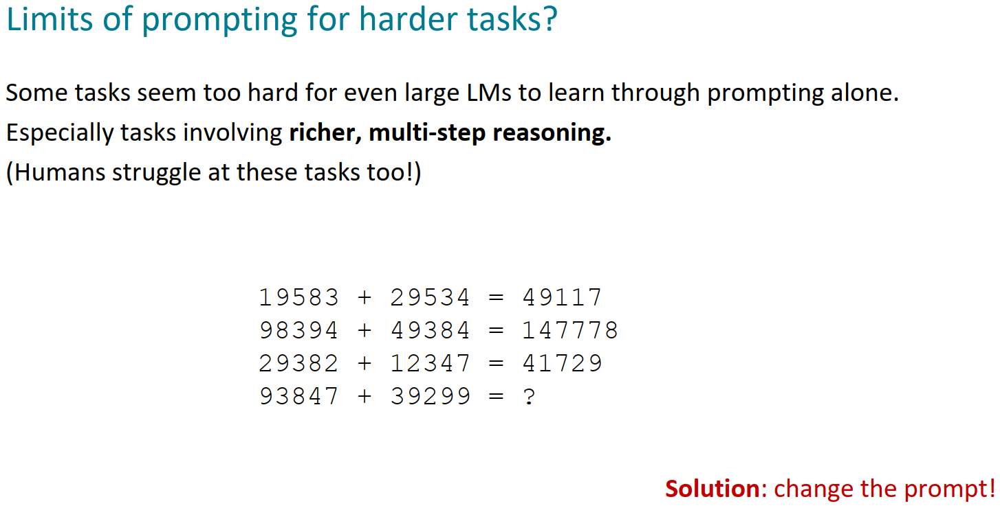 Limits of prompting for harder tasks?
Some tasks seem too hard for even large LMs to learn through prompting alone.
Especially tasks involving richer, multi-step reasoning.
(Humans struggle at these tasks too!)
19583 + 29534 = 49117
98394 + 49384 = 147778
29382 + 12347 = 41729
93847 + 39299 = ?
Solution: change the prompt!